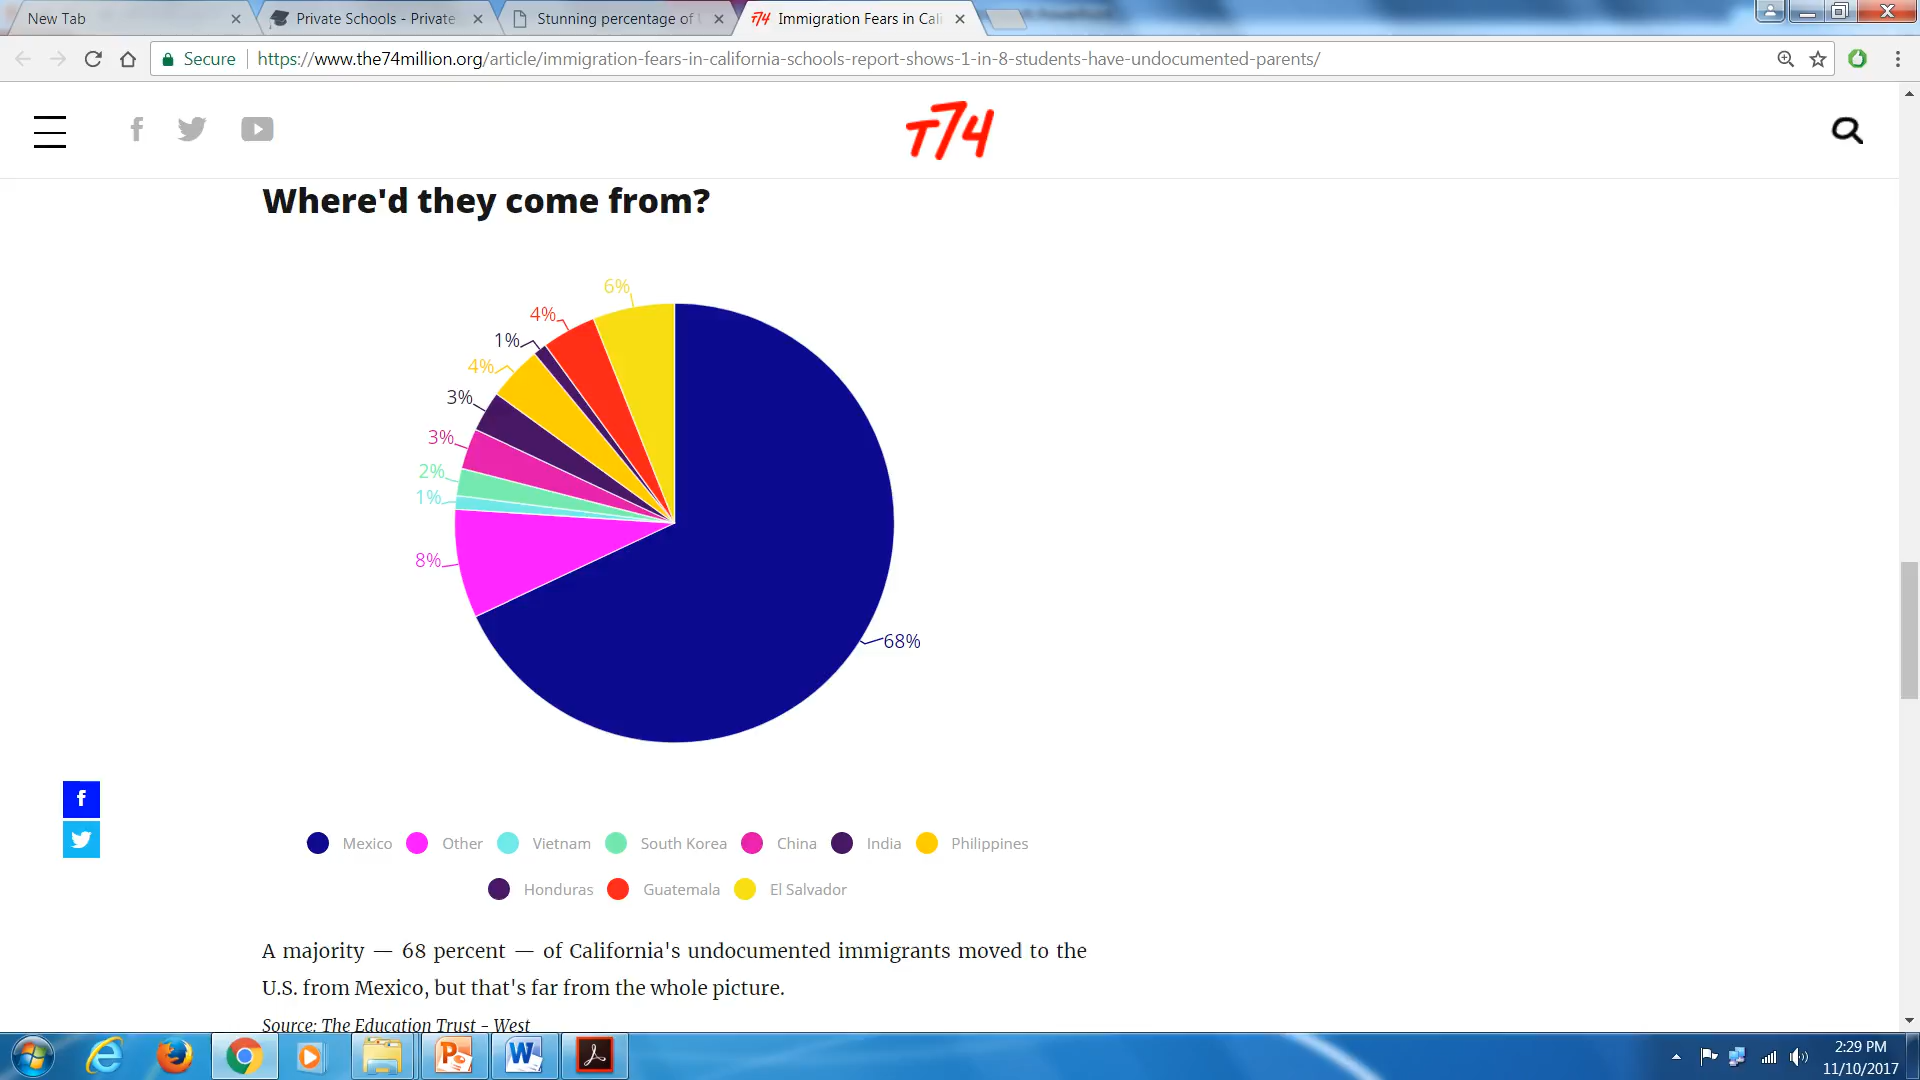 New Tab
Private Schools - Private
Stunning percentage of
T74 Immigration Fears in Cali
Secure https://www.the74million.org/article/immigration-fears-in-california-schools-report-shows-1-in-8-students-have-undocumented-parents/
T74
Where'd they come from?
6%
4%
1%
4%
3%
3%
2%
1%
8%
68%
Mexico Other Vietnam South Korea China India Philippines
Honduras Guatemala El Salvador
A majority — 68 percent — of California's undocumented immigrants moved to the
U.S. from Mexico, but that's far from the whole picture.
Source: The Education Trust - West
2:29 PM
11/10/2017